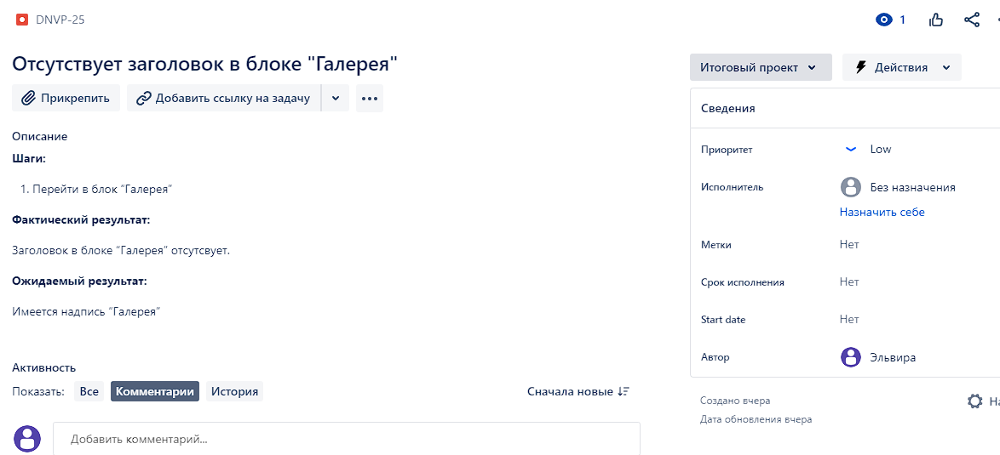 DNVP-25
1
Отсутствует заголовок в блоке "Галерея"
Прикрепить
Добавить ссылку на задачу
Описание
Шаги:
1. Перейти в блок “Галерея”
Фактический результат:
Заголовок в блоке “Галерея” отсутсвует.
Ожидаемый результат:
Имеется надпись “Галерея”
Активность
Показать: Все Комментарии История Сначала новые
Добавить комментарий...
Итоговый проект Действия
Сведения
Приоритет Low
Исполнитель Без назначения
Назначить себе
Метки Нет
Срок исполнения Нет
Start date Нет
Автор Эльвира
Создано вчера
Дата обновления вчера